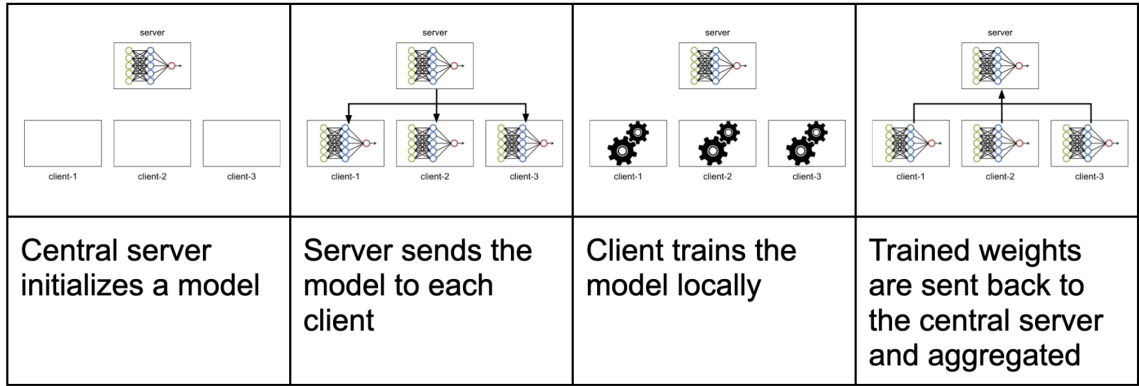 server
client-1 client-2 client-3
server
client-1 client-2 client-3
server
client-1 client-2 client-3
server
client-1 client-2 client-3
Central server
initializes a model
Server sends the
model to each
client
Client trains the
model locally
Trained weights
are sent back to
the central server
and aggregated